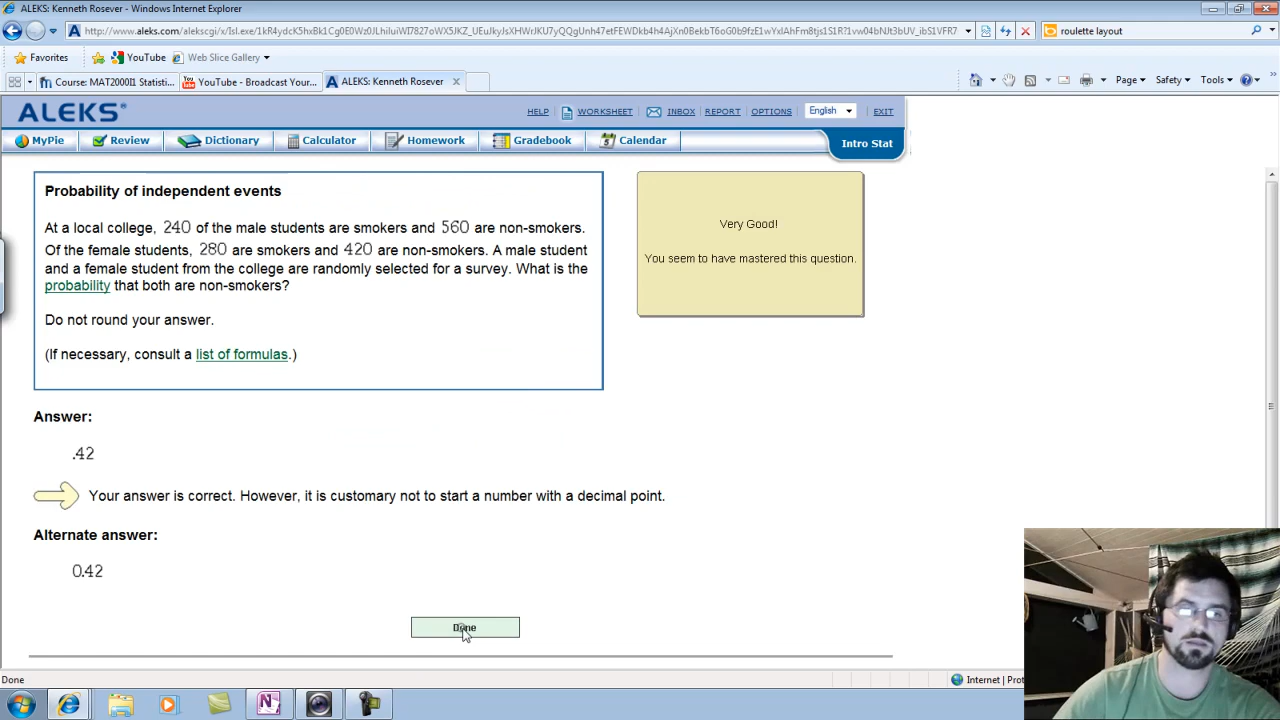 ALEKS: Kenneth Rosever - Windows Internet Explorer
roulette layout
Favorites
YouTube
Web Slice Gallery
Course: MAT2000I1 Statisti...
YouTube - Broadcast Your...
ALEKS: Kenneth Rosever
Page
Safety
Tools
ALEKS®
HELP
WORKSHEET
INBOX
REPORT
OPTIONS
English
EXIT
MyPie
Review
Dictionary
Calculator
Homework
Gradebook
Calendar
Intro Stat
Probability of independent events
At a local college, 240 of the male students are smokers and 560 are non-smokers.
Of the female students, 280 are smokers and 420 are non-smokers. A male student
and a female student from the college are randomly selected for a survey. What is the
probability that both are non-smokers?
Do not round your answer.
(If necessary, consult a list of formulas.)
Very Good!
You seem to have mastered this question.
Answer:
.42
Your answer is correct. However, it is customary not to start a number with a decimal point.
Alternate answer:
0.42
Done
Done
Internet | Prot